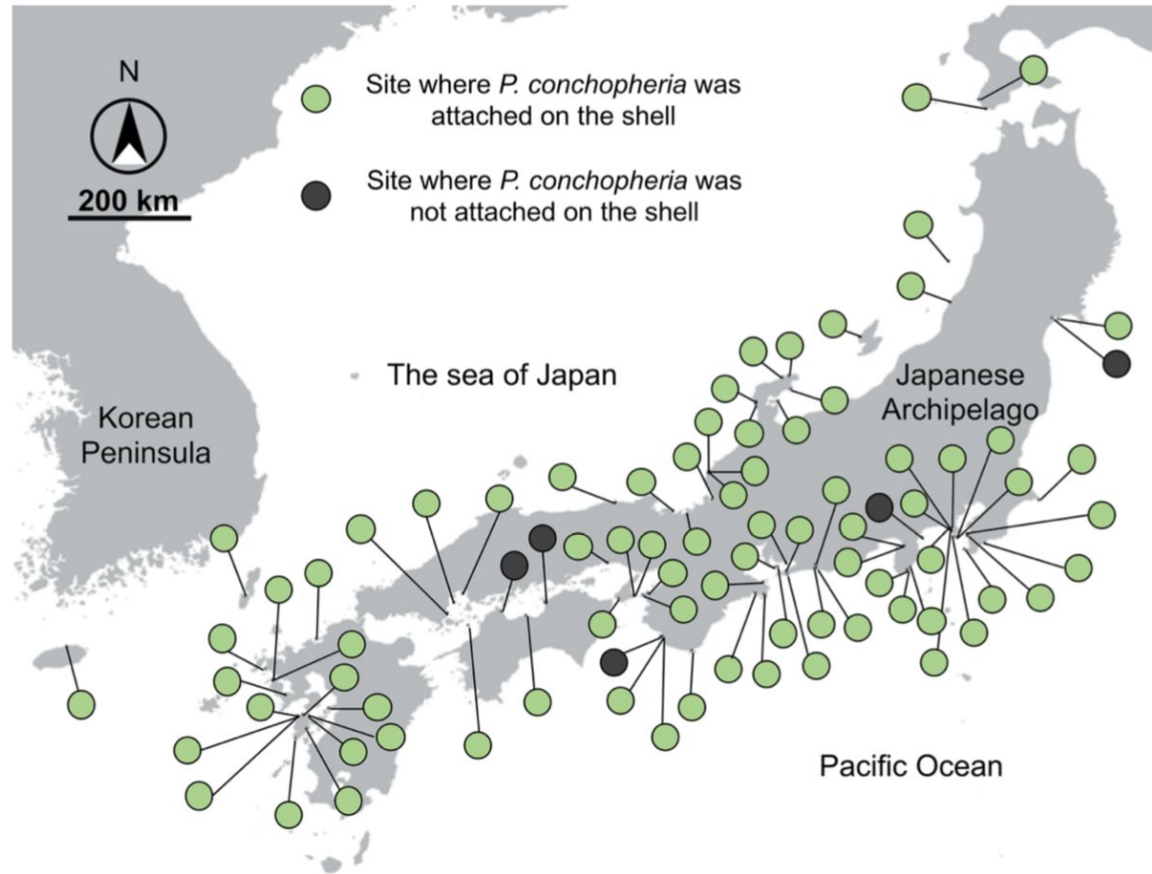 N
200 km
Site where P. conchopheria was
attached on the shell
Site where P. conchopheria was
not attached on the shell
The sea of Japan
Japanese
Archipelago
Korean
Peninsula
Pacific Ocean